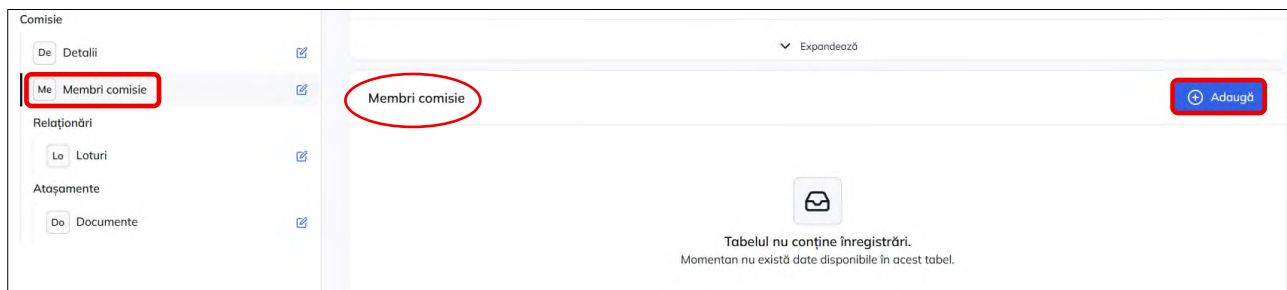 Comisie
De Detalii
Me Membri comisie
Relaționări
Lo Loturi
Atașamente
Do Documente
Expandează
Membri comisie
Adaugă
Tabelul nu conține înregistrări.
Momentan nu există date disponibile în acest tabel.